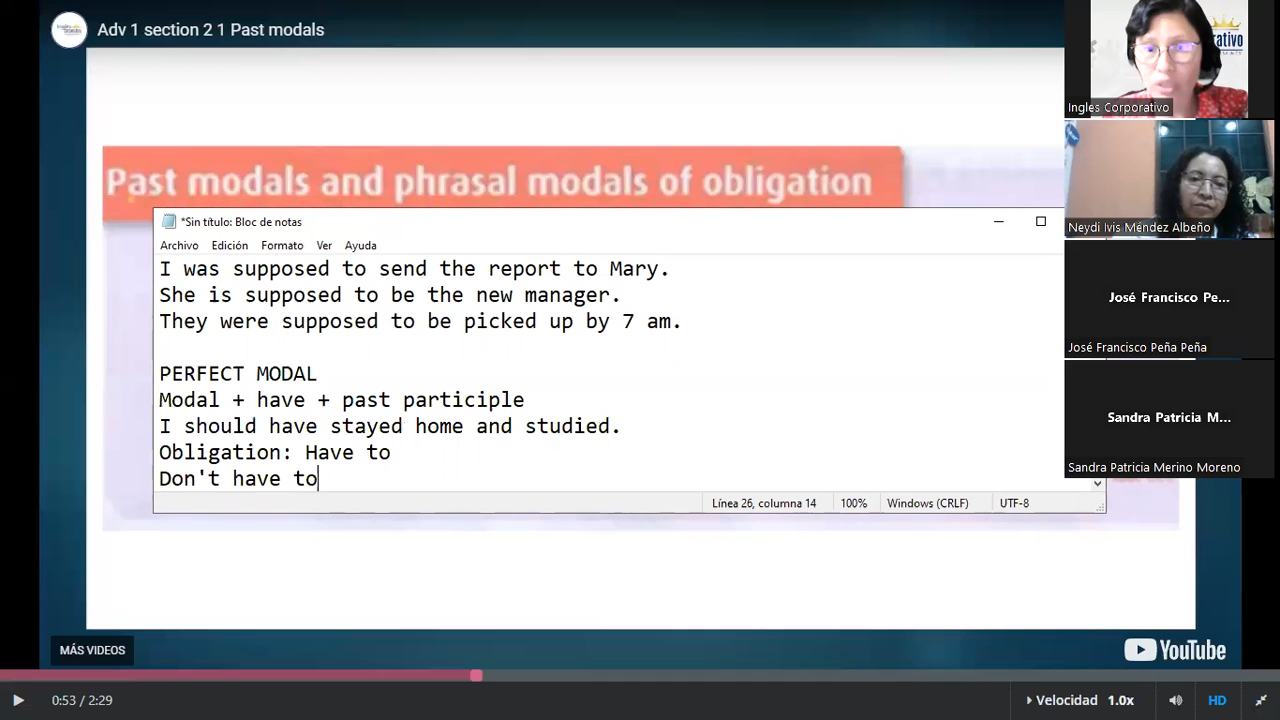 Adv 1 section 2 1 Past modals
Past modals and phrasal modals of obligation
*Sin título: Bloc de notas
Archivo Edición Formato Ver Ayuda
I was supposed to send the report to Mary.
She is supposed to be the new manager.
They were supposed to be picked up by 7 am.
PERFECT MODAL
Modal + have + past participle
I should have stayed home and studied.
Obligation: Have to
Don't have to
Línea 26, columna 14 100% Windows (CRLF) UTF-8
MÁS VIDEOS
YouTube
0:53 / 2:29
Velocidad 1.0x
HD
Ingles Corporativo
Neydi Ivis Méndez Albeño
José Francisco Pe...
José Francisco Peña Peña
Sandra Patricia M...
Sandra Patricia Merino Moreno